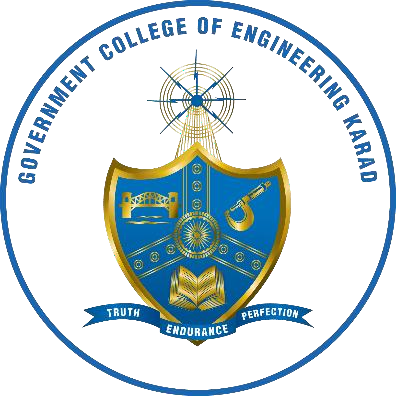 GOVERNMENT COLLEGE OF ENGINEERING KARAD
TRUTH
ENDURANCE
PERFECTION